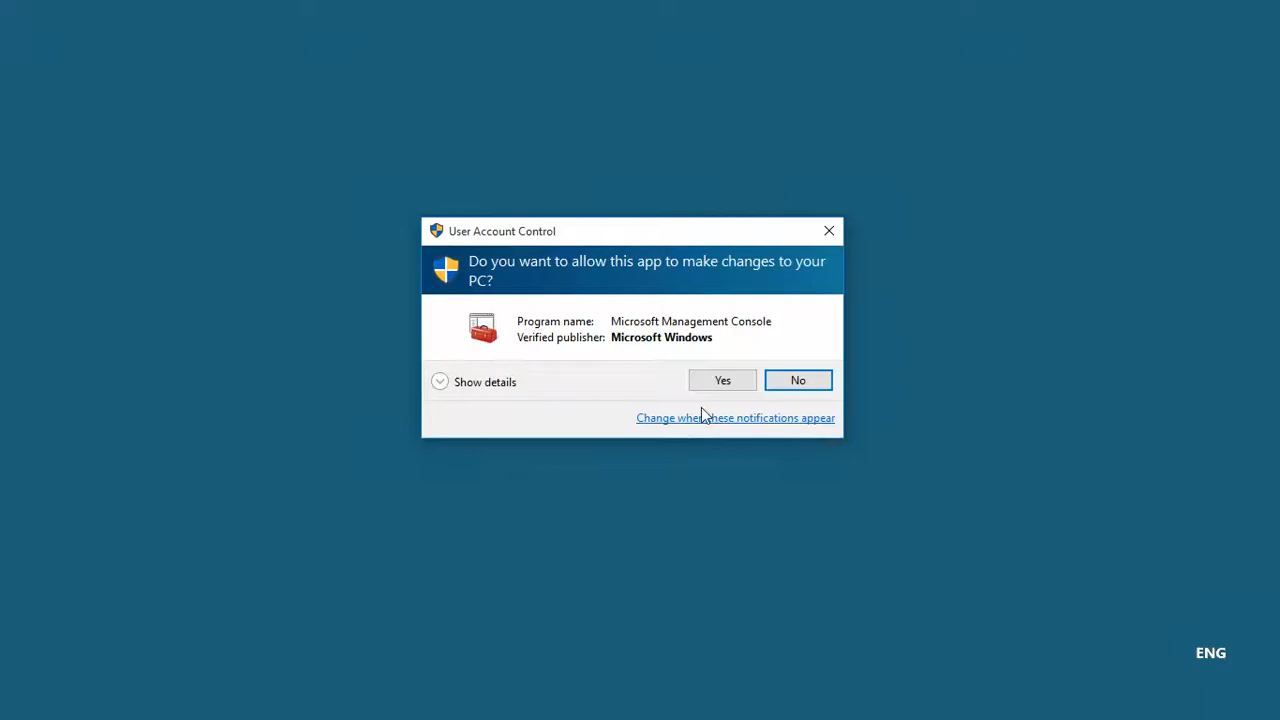 User Account Control
Do you want to allow this app to make changes to your
PC?
Program name: Microsoft Management Console
Verified publisher: Microsoft Windows
Show details
Yes
No
Change when these notifications appear
ENG